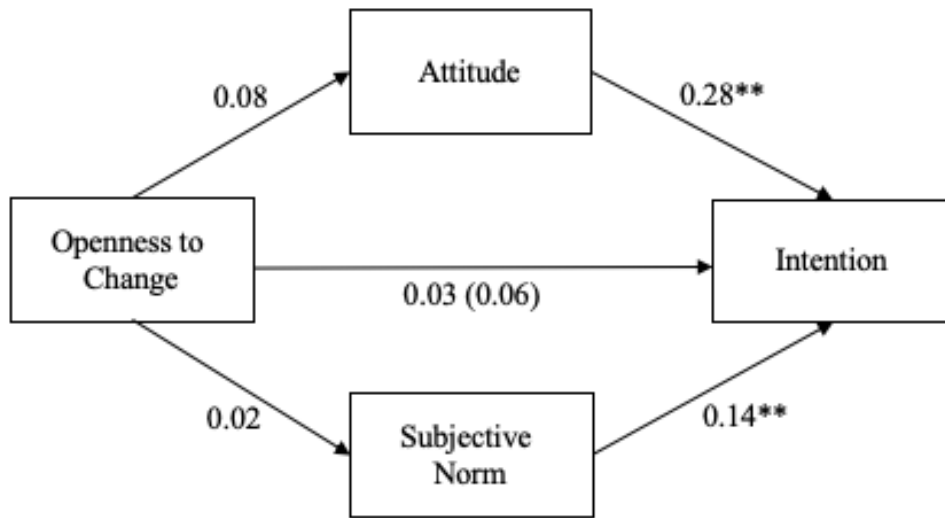 Attitude
0.08
0.28**
Openness to
Change
Intention
0.03 (0.06)
0.02
0.14**
Subjective
Norm